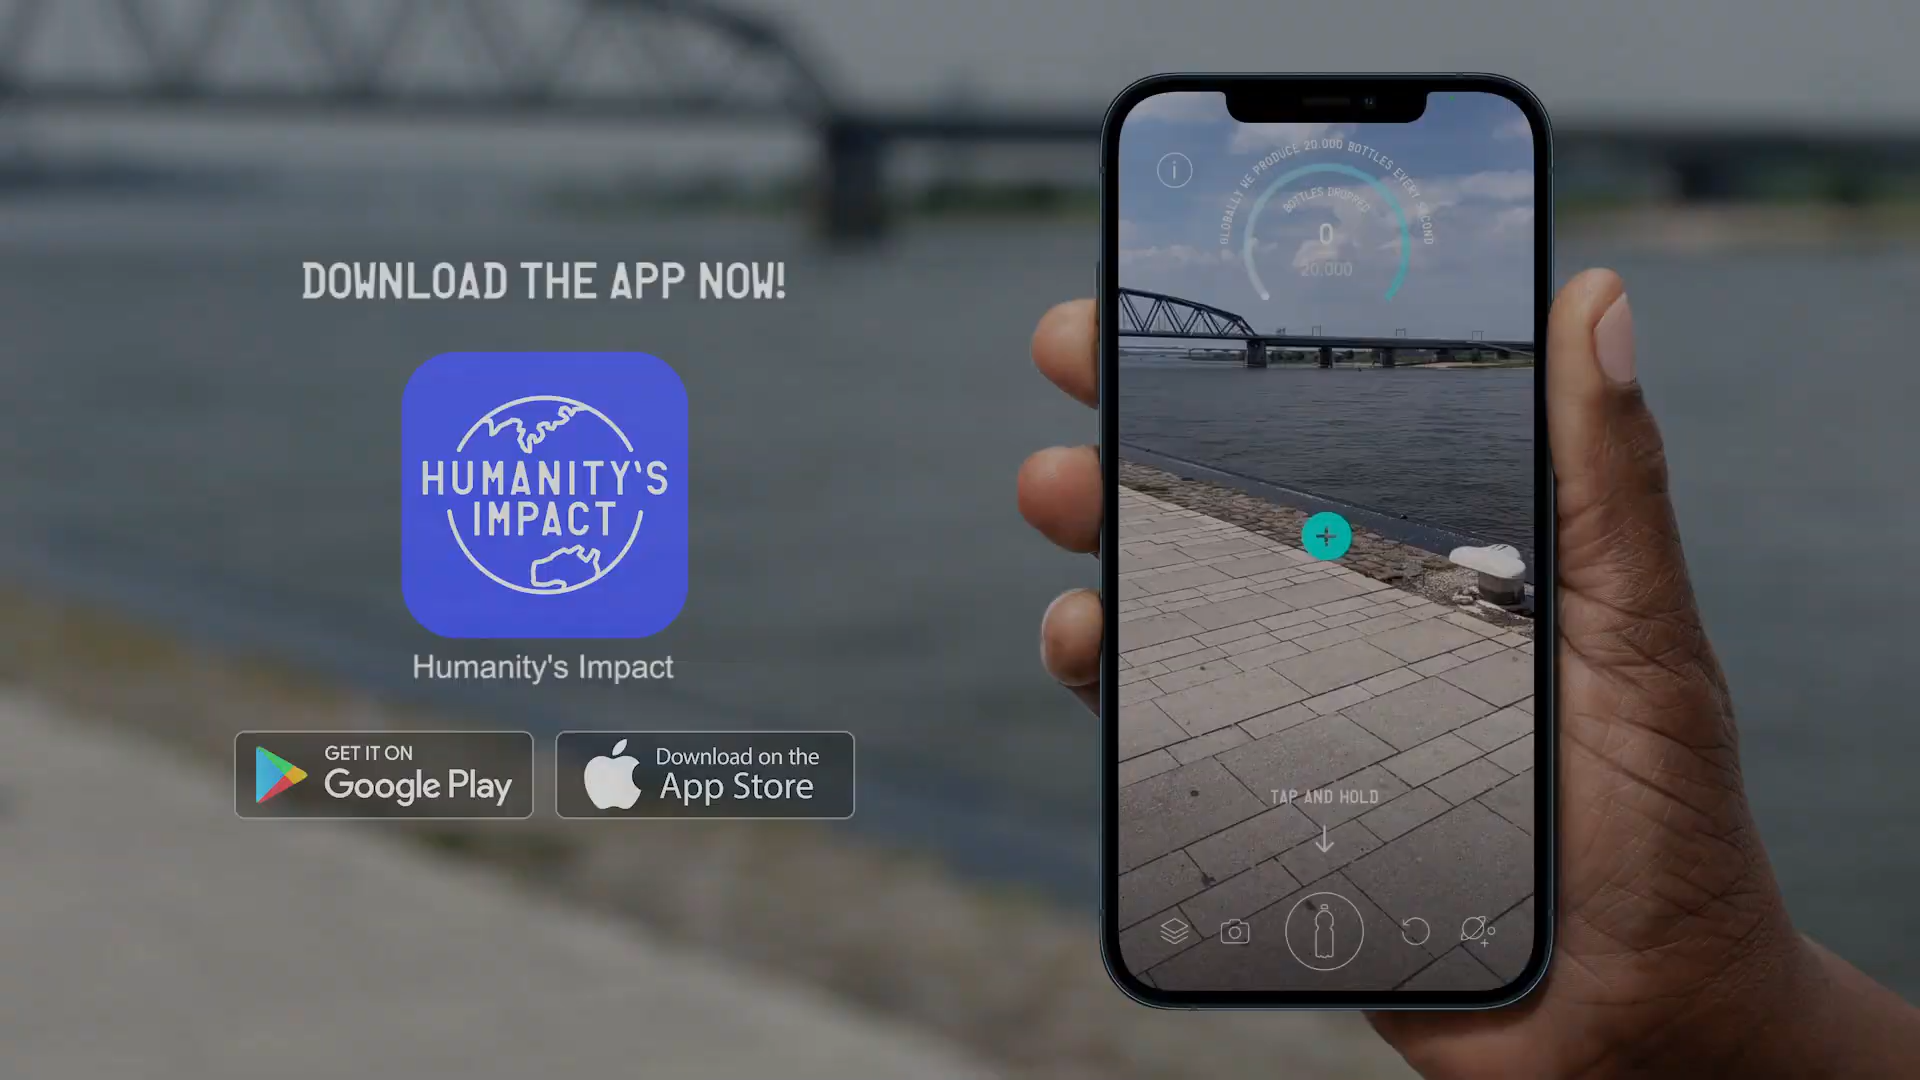 DOWNLOAD THE APP NOW!
HUMANITY'S
IMPACT
Humanity's Impact
GET IT ON
Google Play
Download on the
App Store
GLOBALLY WE PRODUCE 20.000 BOTTLES EVERY SECOND
BOTTLES DROPPED
0
20.000
TAP AND HOLD